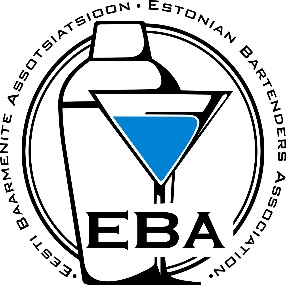 • EESTI BAARMENITE ASSOTSIATSIOON • ESTONIAN BARTENDERS ASSOCIATION •
EBA